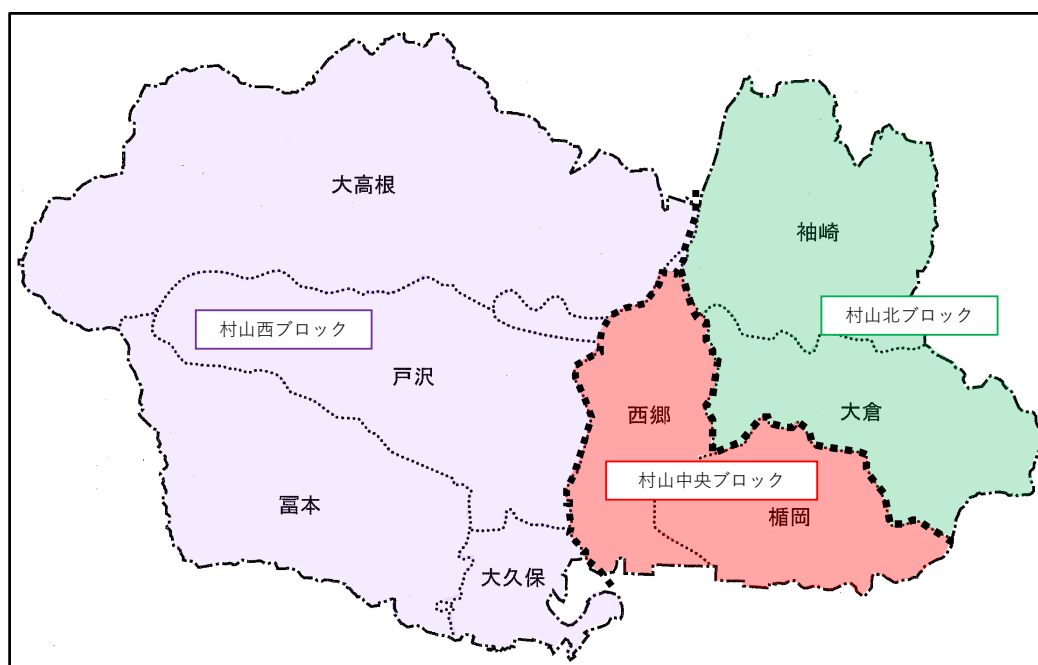 大高根
袖崎
村山西ブロック
村山北ブロック
戸沢
西郷
大倉
村山中央ブロック
冨本
楯岡
大久保